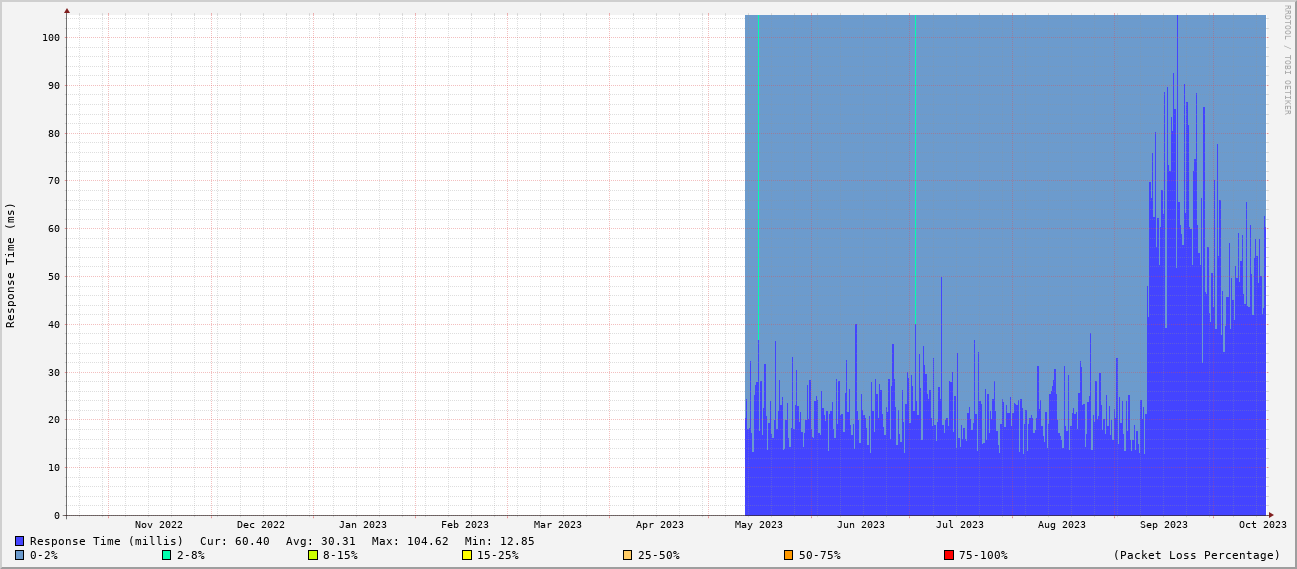 RRDTOOL / TOBI OETIKER
Response Time (ms)
100
90
80
70
60
50
40
30
20
10
0
Nov 2022 Dec 2022 Jan 2023 Feb 2023 Mar 2023 Apr 2023 May 2023 Jun 2023 Jul 2023 Aug 2023 Sep 2023 Oct 2023
Response Time (millis) Cur: 60.40 Avg: 30.31 Max: 104.62 Min: 12.85
0-2% 2-8% 8-15% 15-25% 25-50% 50-75% 75-100% (Packet Loss Percentage)